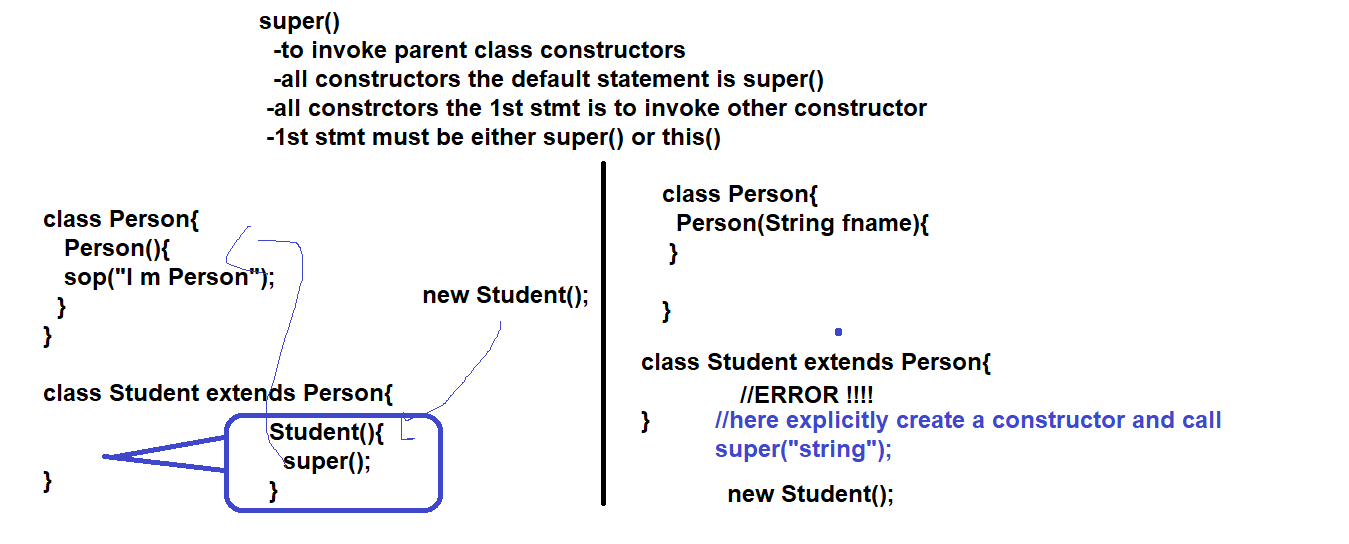 super()
-to invoke parent class constructors
-all constructors the default statement is super()
-all constrctors the 1st stmt is to invoke other constructor
-1st stmt must be either super() or this()
class Person{
Person(){
sop("I m Person");
}
}
class Student extends Person{
Student(){
super();
}
}
new Student();
class Person{
Person(String fname){
}
}
class Student extends Person{
//ERROR !!!!
} //here explicitly create a constructor and call
super("string");
new Student();